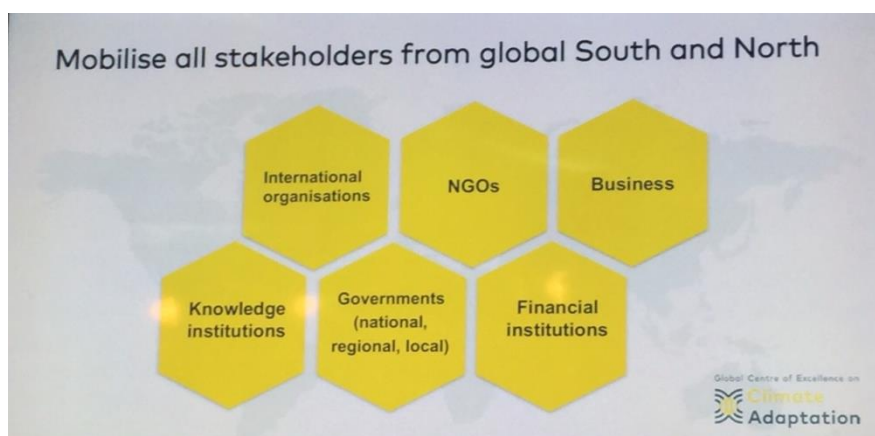 Mobilise all stakeholders from global South and North
International
organisations
NGOs
Business
Knowledge
institutions
Governments
(national,
regional, local)
Financial
institutions
Global Centre of Excellence on
Climate
Adaptation